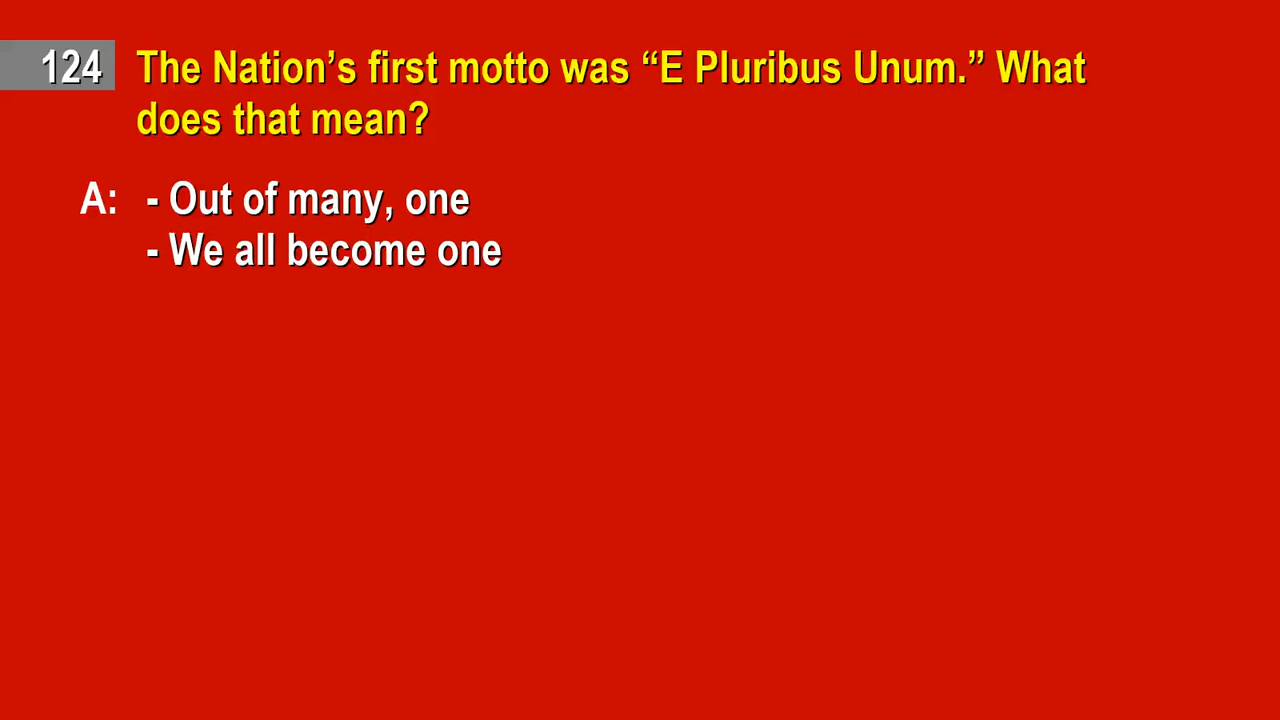 124 The Nation’s first motto was “E Pluribus Unum.” What
does that mean?
A: - Out of many, one
- We all become one